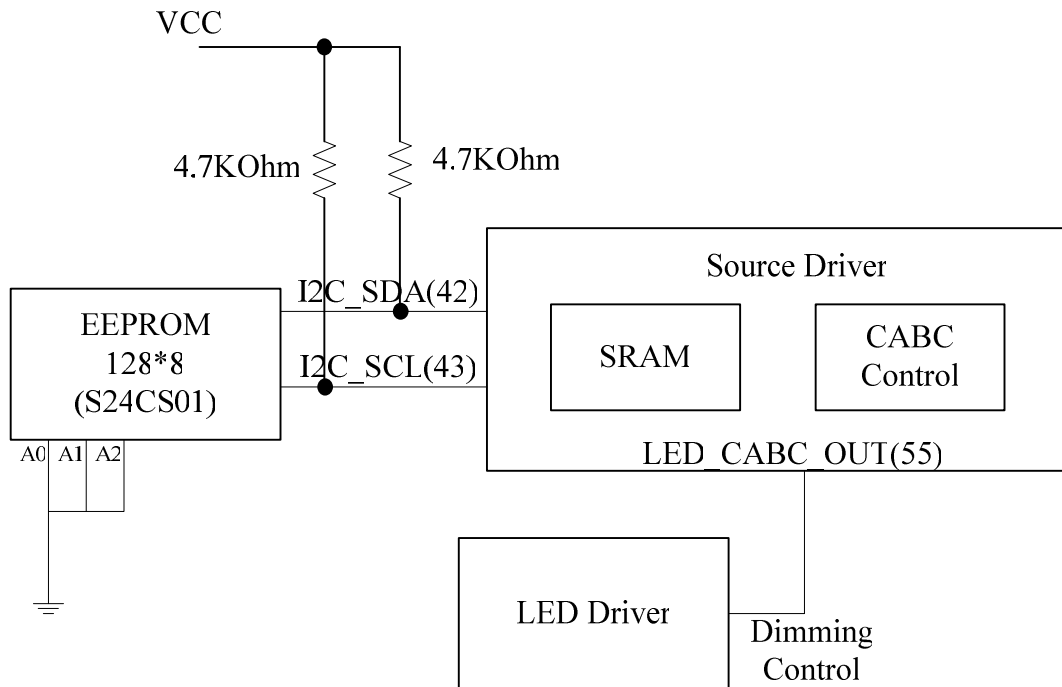 VCC
4.7KOhm
4.7KOhm
Source Driver
I2C_SDA(42)
EEPROM
128*8
(S24CS01)
SRAM
CABC
Control
I2C_SCL(43)
A0 A1 A2
LED_CABC_OUT(55)
LED Driver
Dimming
Control